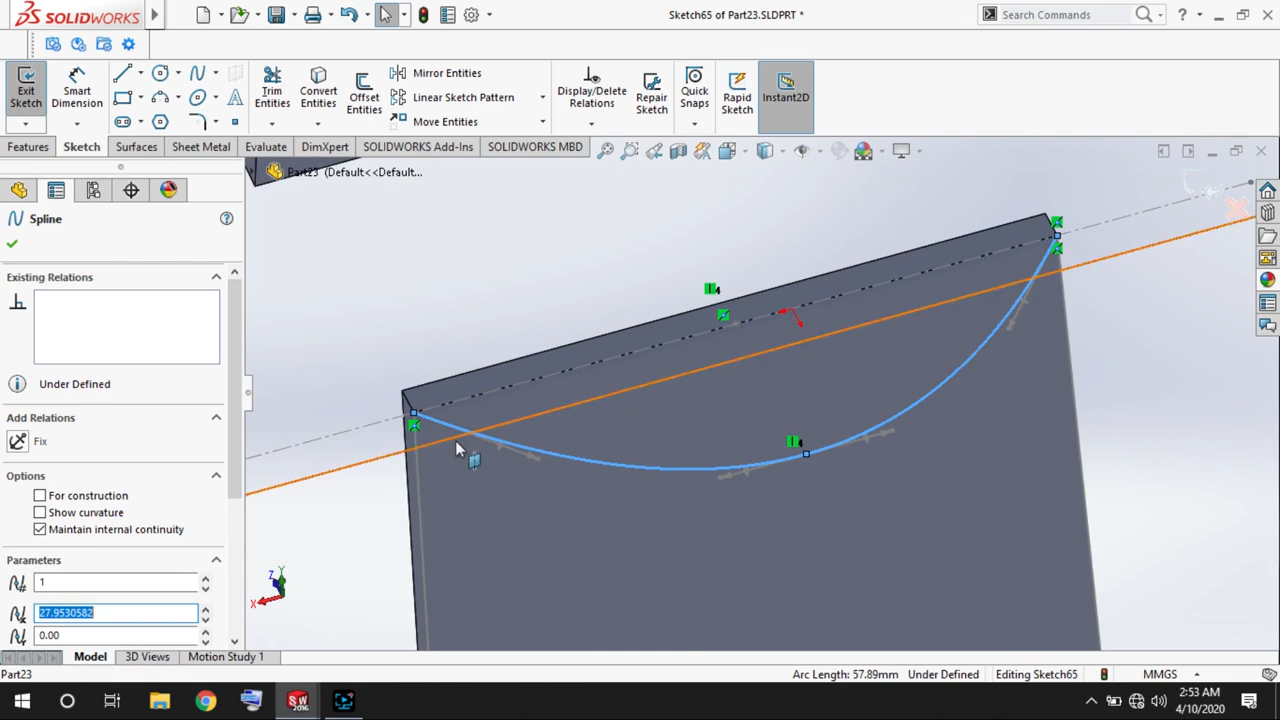 SOLIDWORKS
Sketch65 of Part23.SLDPRT *
Search Commands
?
Exit Sketch
Smart Dimension
Trim Entities
Convert Entities
Offset Entities
Mirror Entities
Linear Sketch Pattern
Move Entities
Display/Delete Relations
Repair Sketch
Quick Snaps
Rapid Sketch
Instant2D
Features
Sketch
Surfaces
Sheet Metal
Evaluate
DimXpert
SOLIDWORKS Add-Ins
SOLIDWORKS MBD
Part23 (Default<<Default...
Spline
?
Existing Relations
Under Defined
Add Relations
Fix
Options
For construction
Show curvature
Maintain internal continuity
Parameters
1
27.9530582
0.00
4
4
Y
Z
X
Model
3D Views
Motion Study 1
Part23
Arc Length: 57.89mm
Under Defined
Editing Sketch65
MMGS
SW
2016
2:53 AM
4/10/2020